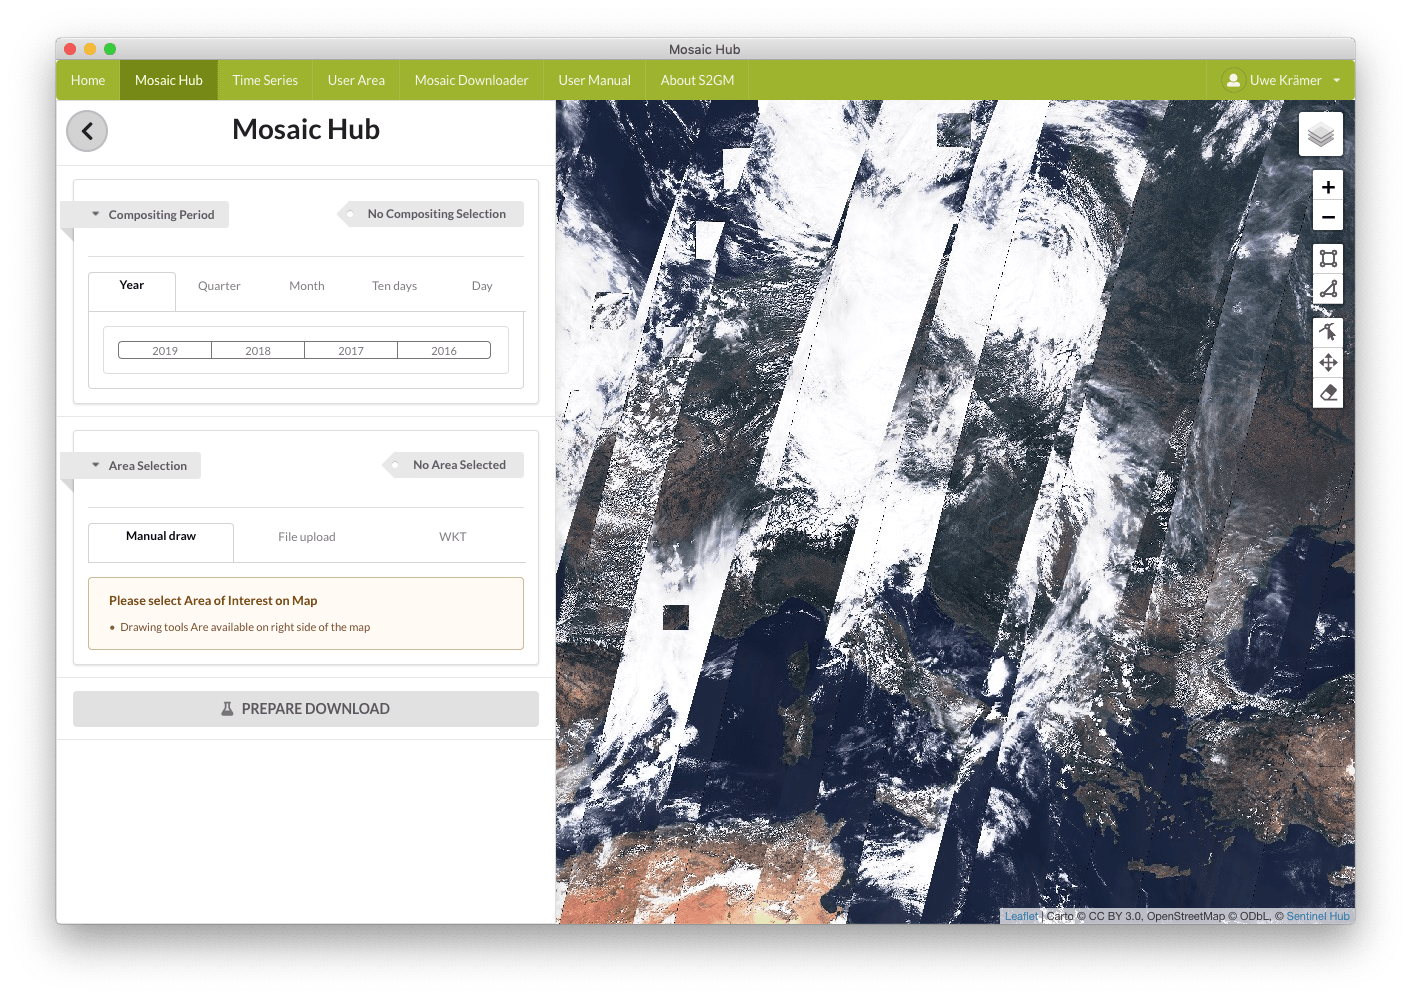 Mosaic Hub
Home Mosaic Hub Time Series User Area Mosaic Downloader User Manual About S2GM Uwe Krämer
Mosaic Hub
Compositing Period No Compositing Selection
Year Quarter Month Ten days Day
2019 2018 2017 2016
Area Selection No Area Selected
Manual draw File upload WKT
Please select Area of Interest on Map
• Drawing tools Are available on right side of the map
PREPARE DOWNLOAD
+
−
Leaflet | Carto © CC BY 3.0, OpenStreetMap © ODbL, © Sentinel Hub